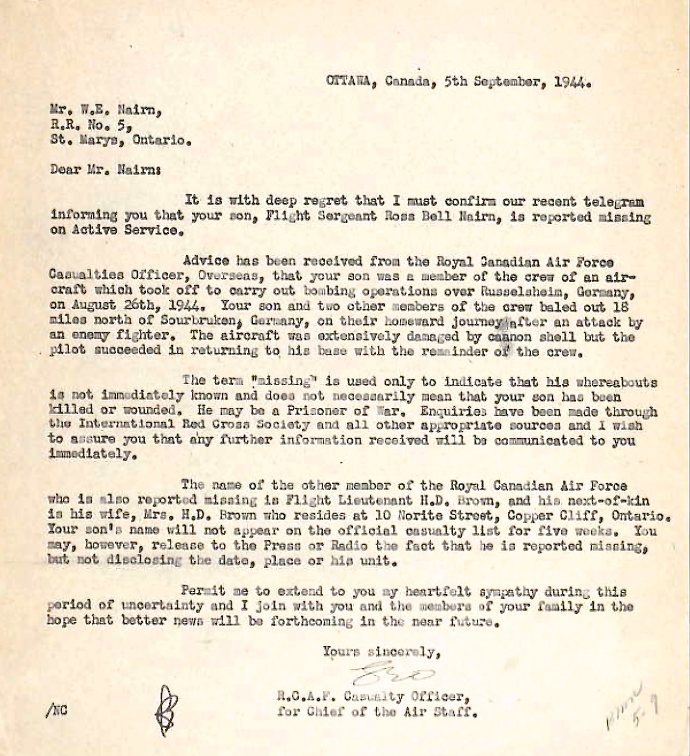 OTTAWA, Canada, 5th September, 1944.
Mr. W.E. Nairn,
R.R. No. 5,
St. Marys, Ontario.
Dear Mr. Nairn:
It is with deep regret that I must confirm our recent telegram
informing you that your son, Flight Sergeant Ross Bell Nairn, is reported missing
on Active Service.
Advice has been received from the Royal Canadian Air Force
Casualties Officer, Overseas, that your son was a member of the crew of an air-
craft which took off to carry out bombing operations over Russelsheim, Germany,
on August 26th, 1944. Your son and two other members of the crew baled out 18
miles north of Sourbruken, Germany, on their homeward journey after an attack by
an enemy fighter. The aircraft was extensively damaged by cannon shell but the
pilot succeeded in returning to his base with the remainder of the crew.
The term "missing" is used only to indicate that his whereabouts
is not immediately known and does not necessarily mean that your son has been
killed or wounded. He may be a Prisoner of War. Enquiries have been made through
the International Red Cross Society and all other appropriate sources and I wish
to assure you that any further information received will be communicated to you
immediately.
The name of the other member of the Royal Canadian Air Force
who is also reported missing is Flight Lieutenant H.D. Brown, and his next-of-kin
is his wife, Mrs. H.D. Brown who resides at 10 Norite Street, Copper Cliff, Ontario.
Your son's name will not appear on the official casualty list for five weeks. You
may, however, release to the Press or Radio the fact that he is reported missing,
but not disclosing the date, place or his unit.
Permit me to extend to you my heartfelt sympathy during this
period of uncertainty and I join with you and the members of your family in the
hope that better news will be forthcoming in the near future.
Yours sincerely,
R.C.A.F. Casualty Officer,
for Chief of the Air Staff.
/NC
5-9